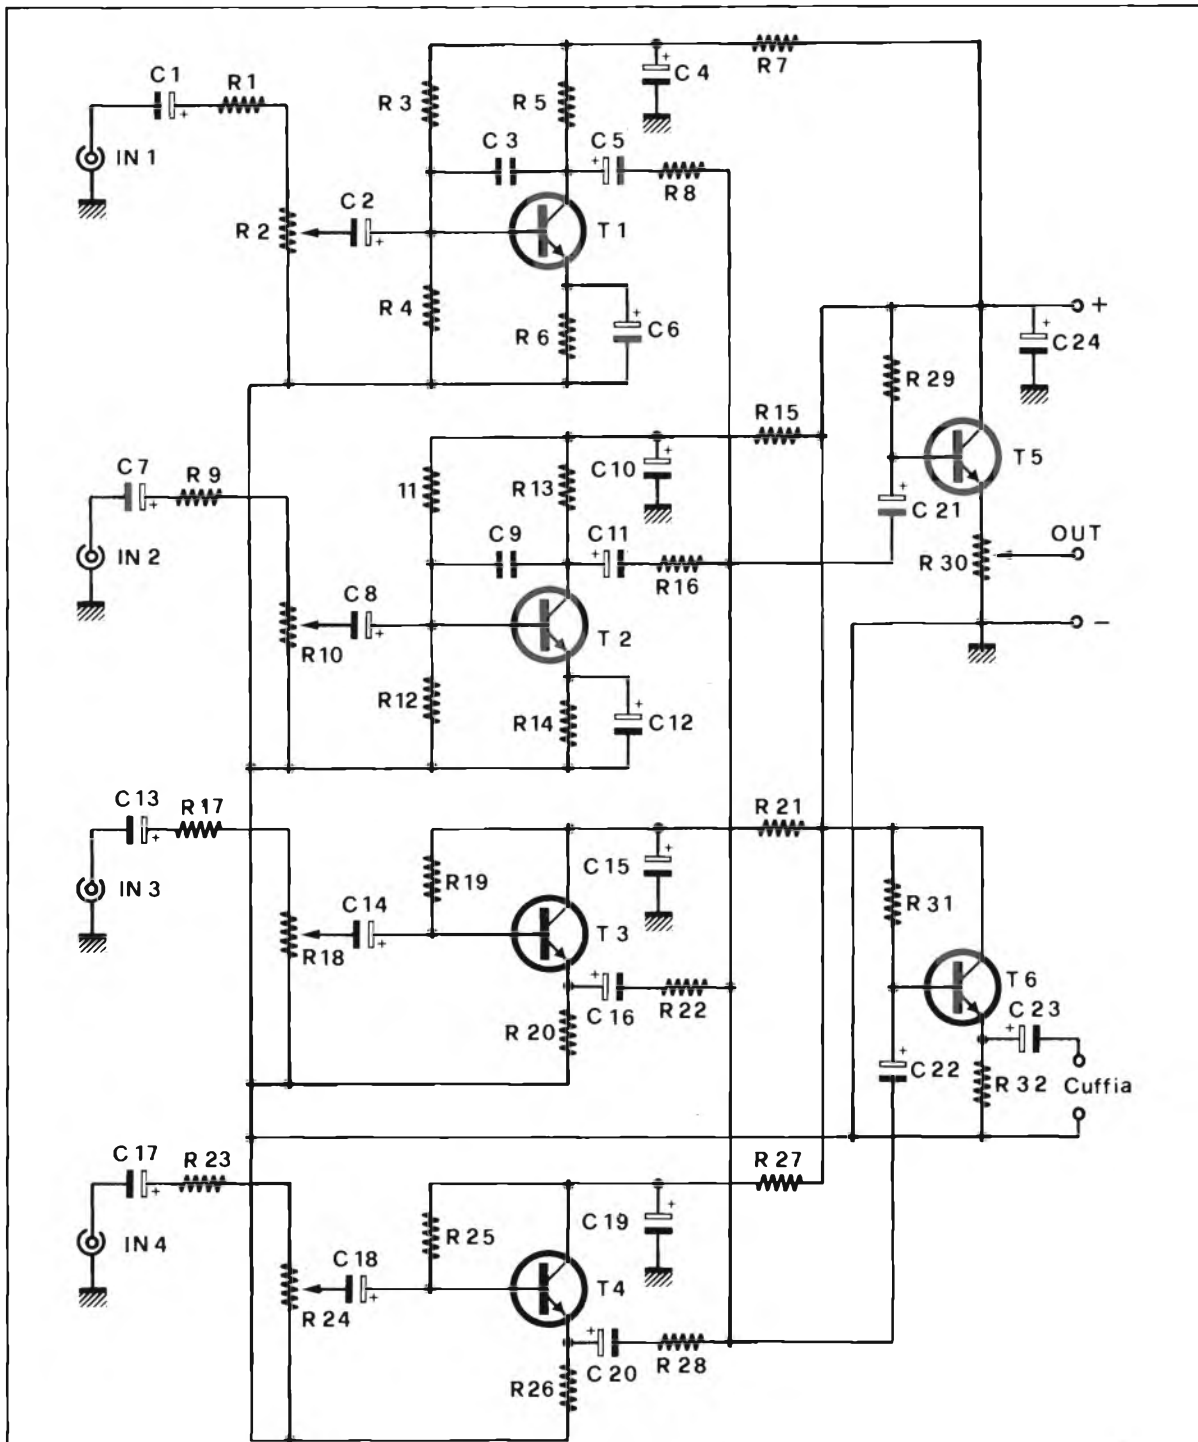 C1
R1
R3
R5
C4
R7
IN 1
C3
C5
R8
R2
C2
T1
R4
R6
C6
+
C24
R29
R15
C7
R9
11
R13
C10
T5
C21
OUT
IN 2
C9
C11
R16
R30
C8
R10
T2
−
R12
R14
C12
C13
R17
R21
IN 3
R19
C15
R31
C14
R18
T3
T6
C23
R20
C16
R22
C22
R32
Cuffia
C17
R23
R27
IN 4
R25
C19
C18
R24
T4
R26
C20
R28